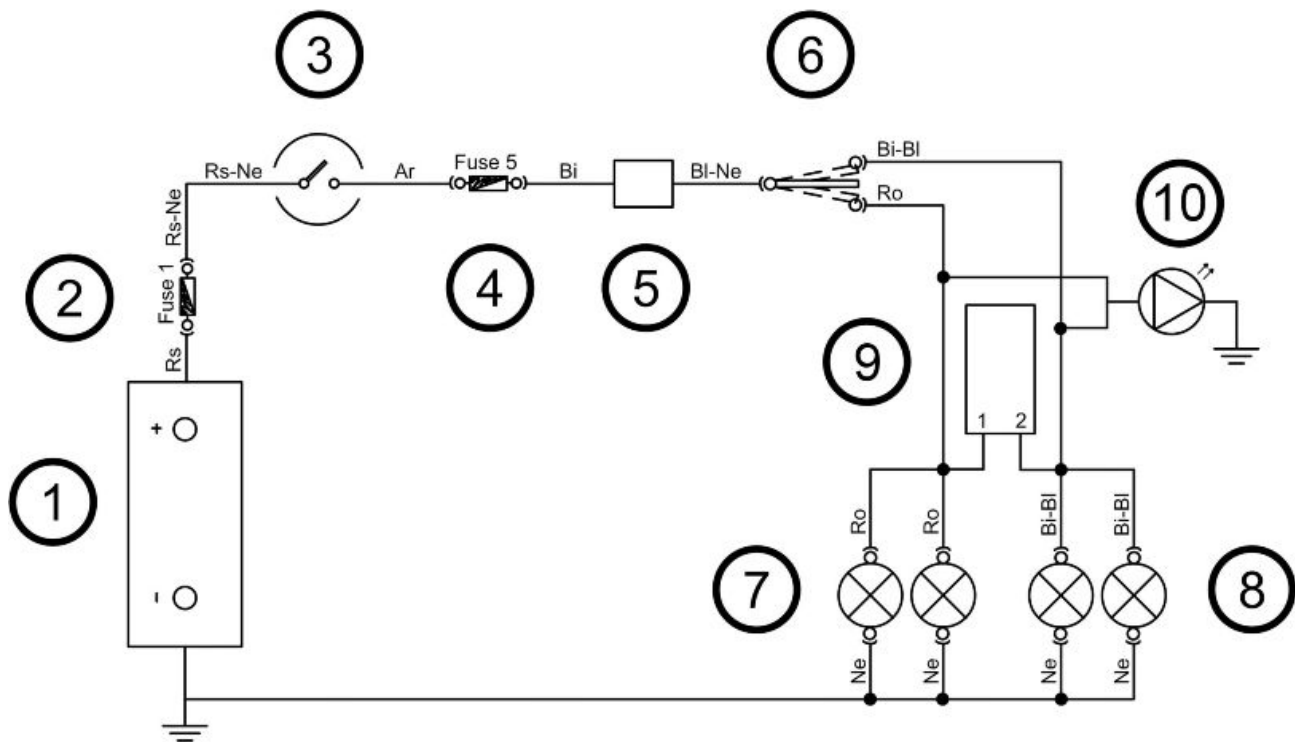 3
6
Rs-Ne
Ar
Fuse 5
Bi
Bl-Ne
Bi-Bl
Ro
10
Rs-Ne
2
Fuse 1
4
5
Rs
9
+
1 2
1
-
Ro
Ro
Bi-Bl
Bi-Bl
7
8
Ne
Ne
Ne
Ne